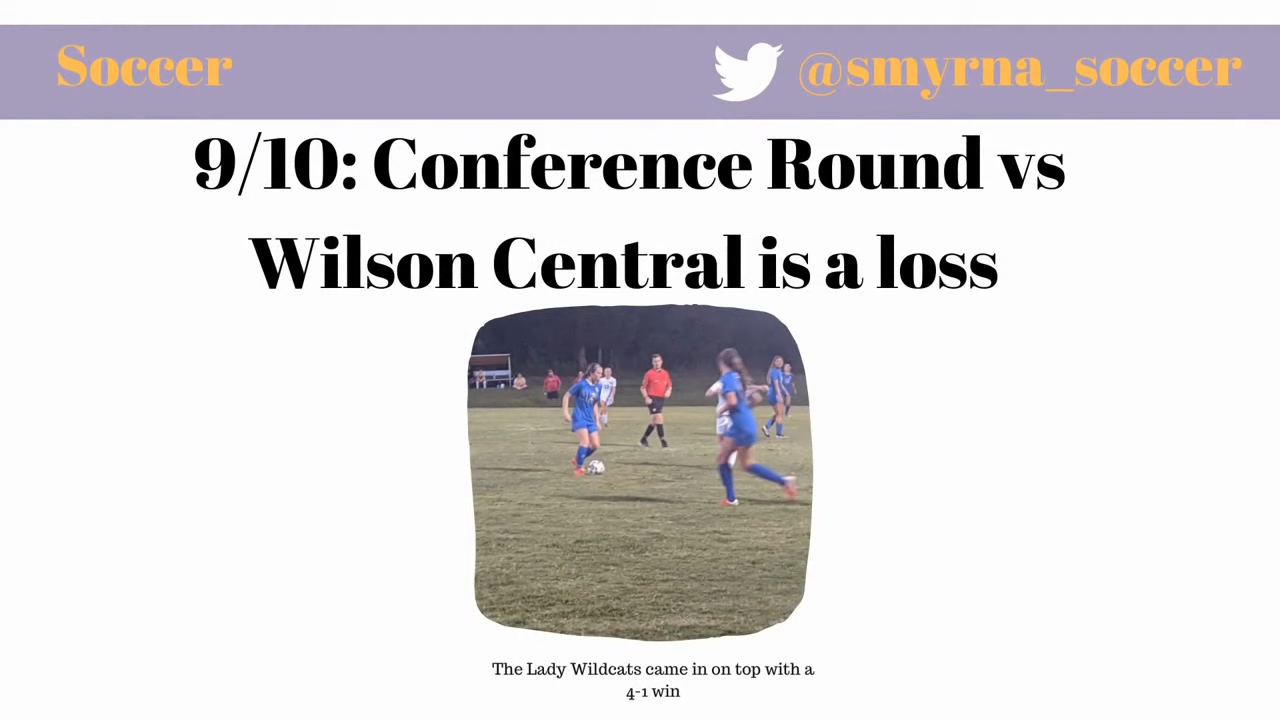 Soccer
@smyrna_soccer
9/10: Conference Round vs
Wilson Central is a loss
The Lady Wildcats came in on top with a
4-1 win